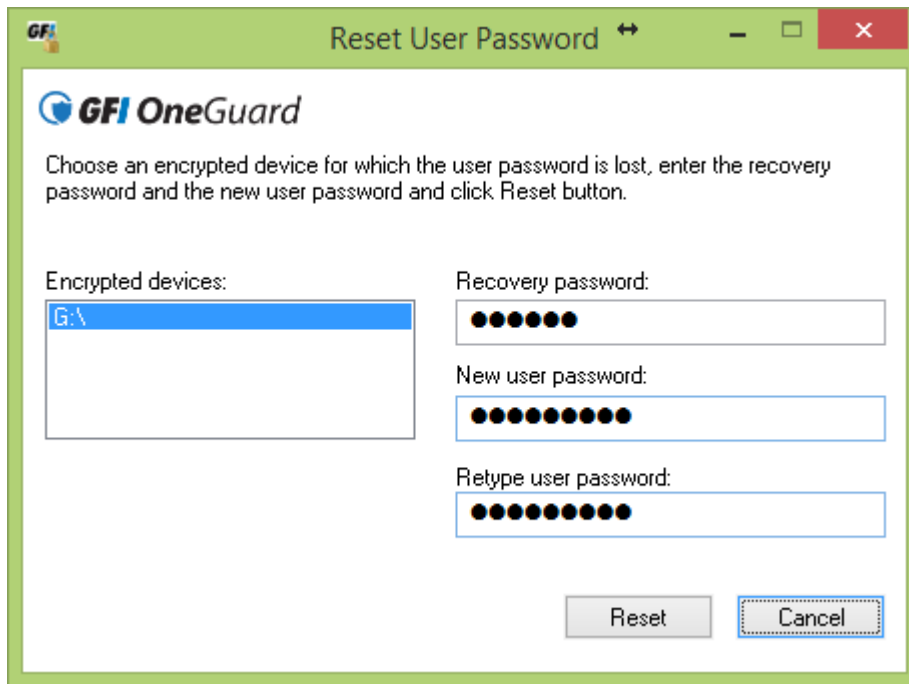 GFI
Reset User Password
GFI OneGuard
Choose an encrypted device for which the user password is lost, enter the recovery
password and the new user password and click Reset button.
Encrypted devices:
G:\
Recovery password:
●●●●●●
New user password:
●●●●●●●●●
Retype user password:
●●●●●●●●●
Reset
Cancel